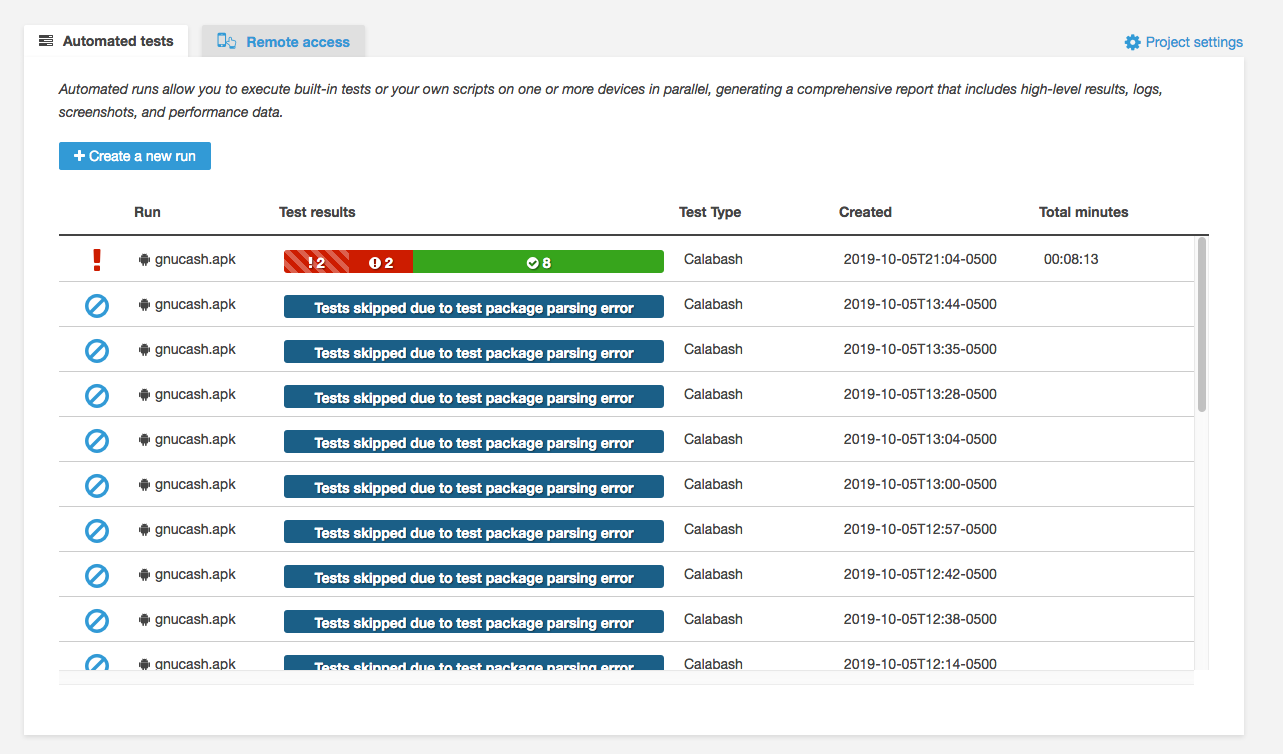 Automated tests
Remote access
Project settings
Automated runs allow you to execute built-in tests or your own scripts on one or more devices in parallel, generating a comprehensive report that includes high-level results, logs,
screenshots, and performance data.
Create a new run
Run Test results Test Type Created Total minutes
gnucash.apk 2 2 8 Calabash 2019-10-05T21:04-0500 00:08:13
gnucash.apk Tests skipped due to test package parsing error Calabash 2019-10-05T13:44-0500
gnucash.apk Tests skipped due to test package parsing error Calabash 2019-10-05T13:35-0500
gnucash.apk Tests skipped due to test package parsing error Calabash 2019-10-05T13:28-0500
gnucash.apk Tests skipped due to test package parsing error Calabash 2019-10-05T13:04-0500
gnucash.apk Tests skipped due to test package parsing error Calabash 2019-10-05T13:00-0500
gnucash.apk Tests skipped due to test package parsing error Calabash 2019-10-05T12:57-0500
gnucash.apk Tests skipped due to test package parsing error Calabash 2019-10-05T12:42-0500
gnucash.apk Tests skipped due to test package parsing error Calabash 2019-10-05T12:38-0500
gnucash.apk Tests skipped due to test package parsing error Calabash 2019-10-05T12:14-0500